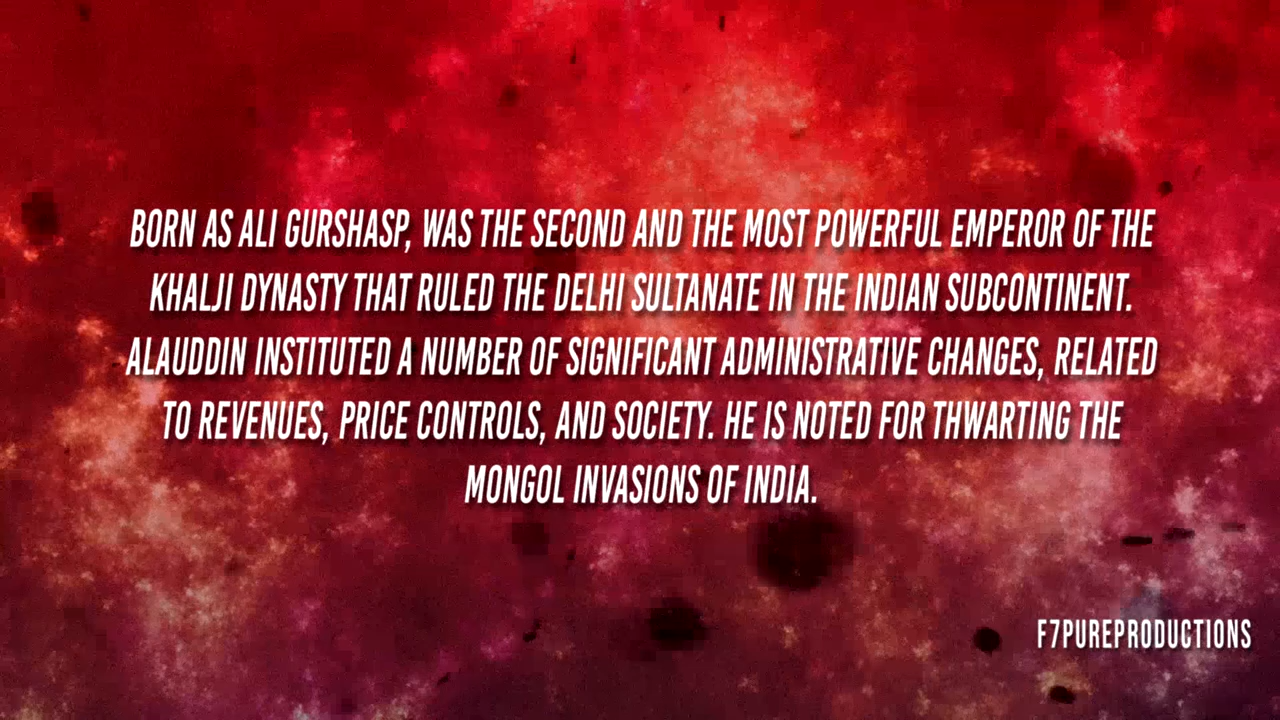 BORN AS ALI GURSHASP, WAS THE SECOND AND THE MOST POWERFUL EMPEROR OF THE
KHALJI DYNASTY THAT RULED THE DELHI SULTANATE IN THE INDIAN SUBCONTINENT.
ALAUDDIN INSTITUTED A NUMBER OF SIGNIFICANT ADMINISTRATIVE CHANGES, RELATED
TO REVENUES, PRICE CONTROLS, AND SOCIETY. HE IS NOTED FOR THWARTING THE
MONGOL INVASIONS OF INDIA.
F7PUREPRODUCTIONS